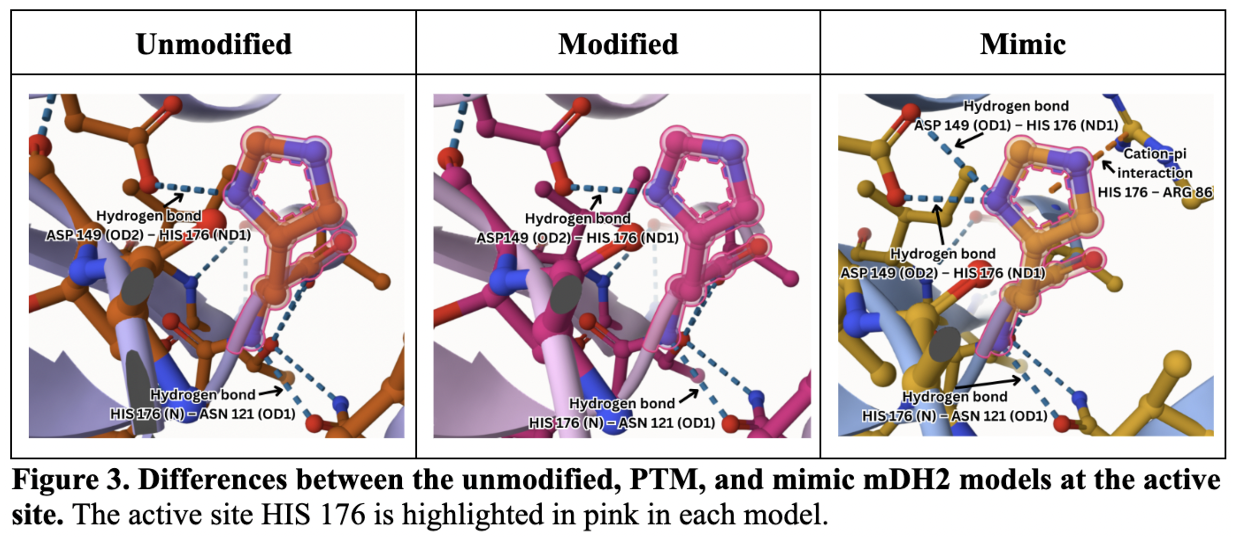 Unmodified
Modified
Mimic
Hydrogen bond
ASP 149 (OD2) – HIS 176 (ND1)
Hydrogen bond
HIS 176 (N) – ASN 121 (OD1)
Hydrogen bond
ASP149 (OD2) – HIS 176 (ND1)
Hydrogen bond
HIS 176 (N) – ASN 121 (OD1)
Hydrogen bond
ASP 149 (OD1) – HIS 176 (ND1)
Cation-pi
interaction
HIS 176 – ARG 86
Hydrogen bond
ASP 149 (OD2) – HIS 176 (ND1)
Hydrogen bond
HIS 176 (N) – ASN 121 (OD1)
Figure 3. Differences between the unmodified, PTM, and mimic mDH2 models at the active
site. The active site HIS 176 is highlighted in pink in each model.